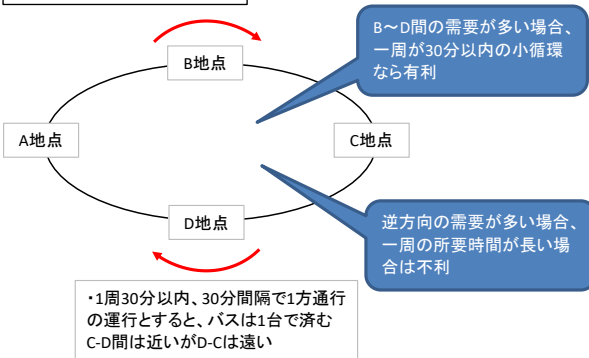 B～D間の需要が多い場合、
一周が30分以内の小循環
なら有利
B地点
A地点
C地点
D地点
逆方向の需要が多い場合、
一周の所要時間が長い場
合は不利
・1周30分以内、30分間隔で1方通行
の運行とすると、バスは1台で済む
C-D間は近いがD-Cは遠い